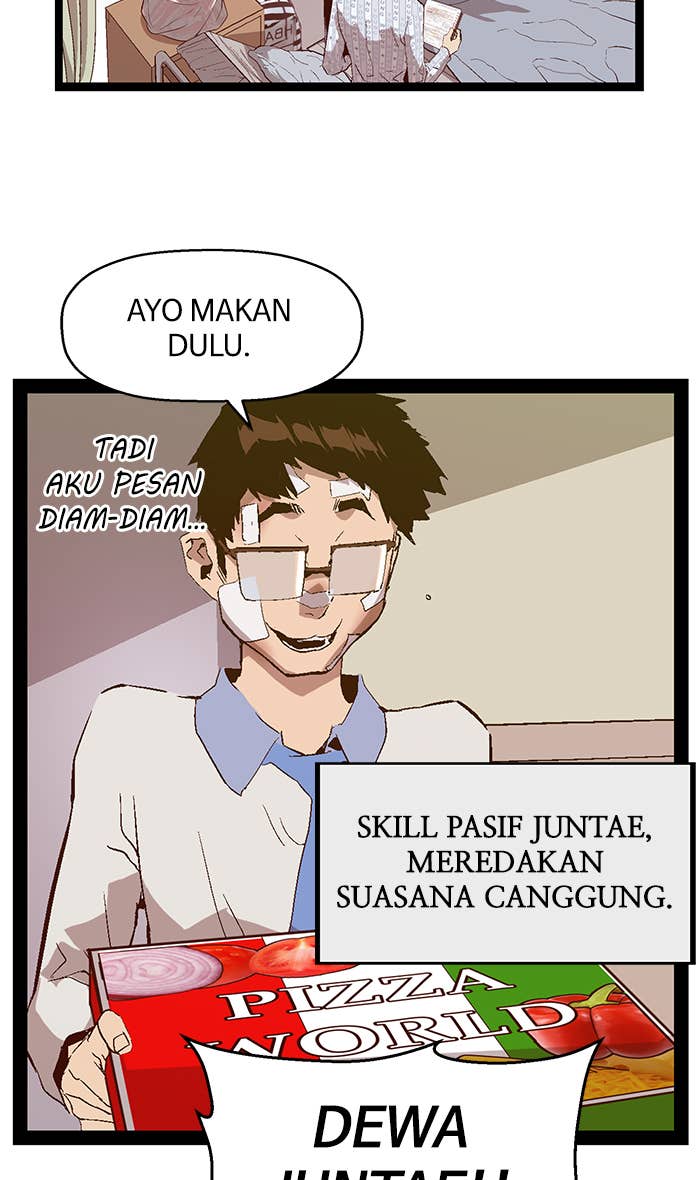 AYO MAKAN
DULU.
TADI
AKU PESAN
DIAM-DIAM...
SKILL PASIF JUNTAE,
MEREDAKAN
SUASANA CANGGUNG.
PIZZA
WORLD
DEWA